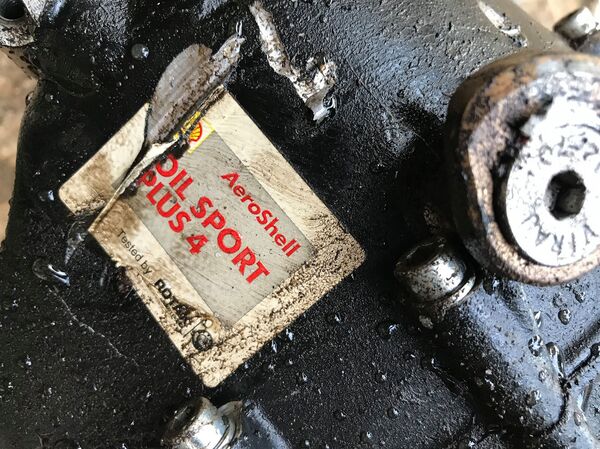 AeroShell
OIL SPORT
PLUS 4
Tested by